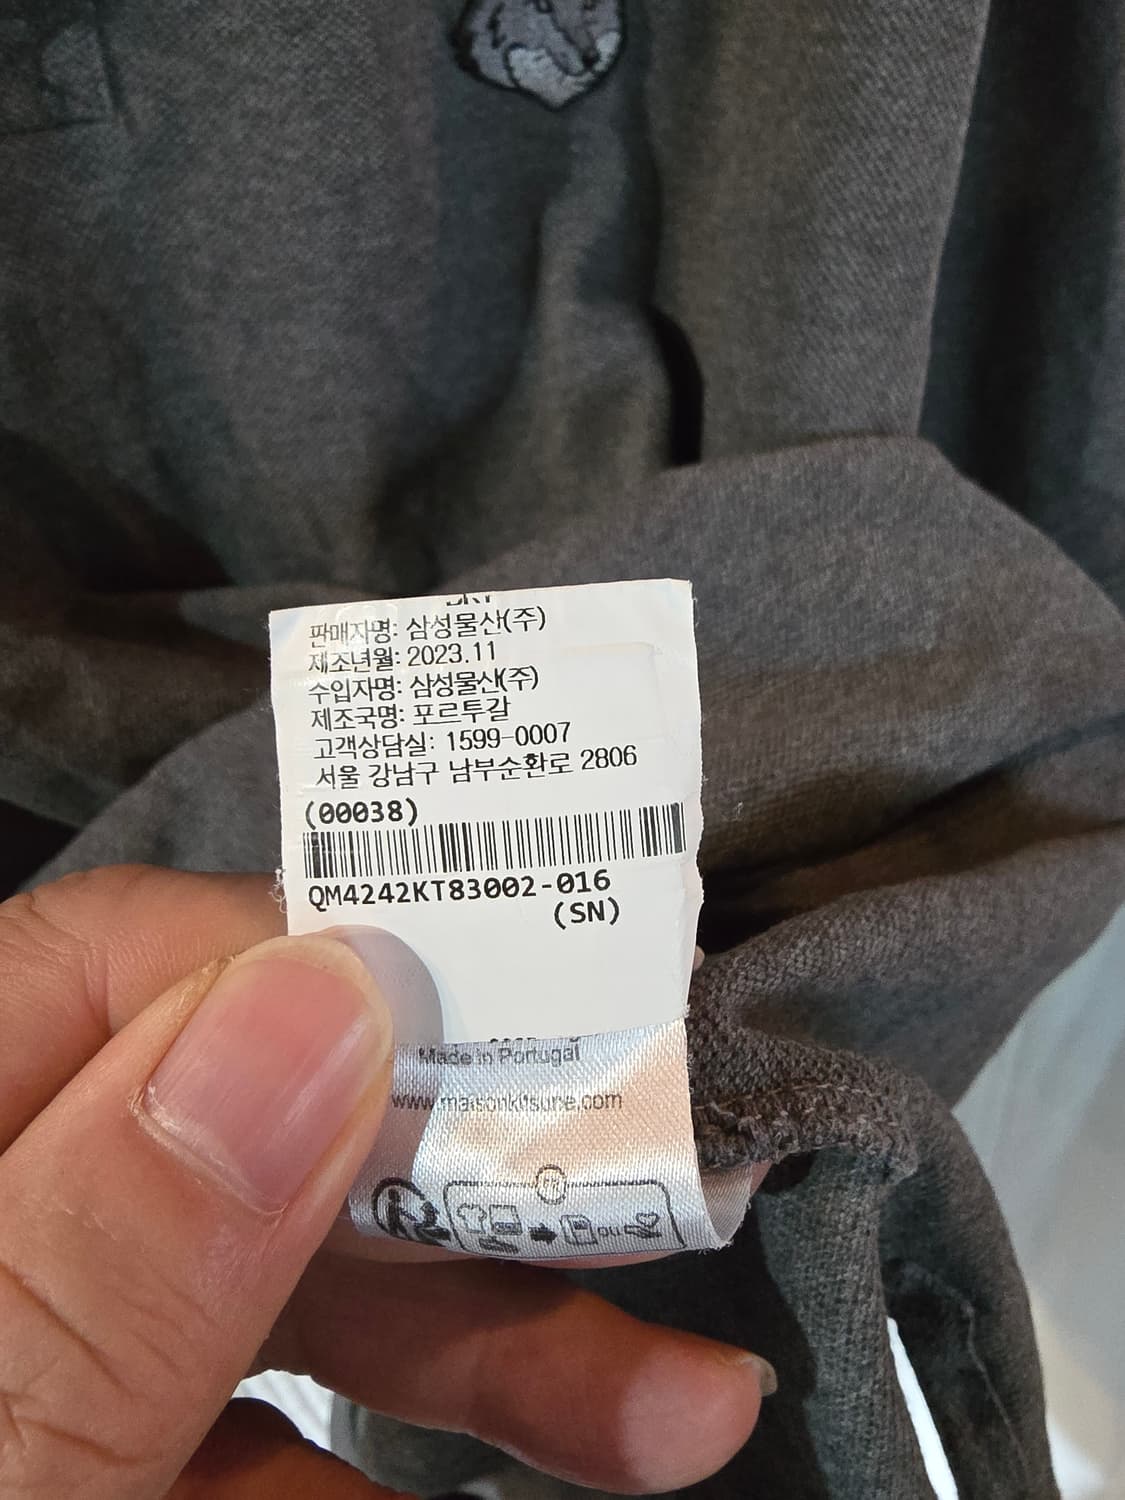 판매자명: 삼성물산(주)
제조년월: 2023.11
수입자명: 삼성물산(주)
제조국명: 포르투갈
고객상담실: 1599-0007
서울 강남구 남부순환로 2806
(00038)
QM4242KT83002-016
(SN)
Made in Portugal
www.maisonkitsune.com
FR
ou